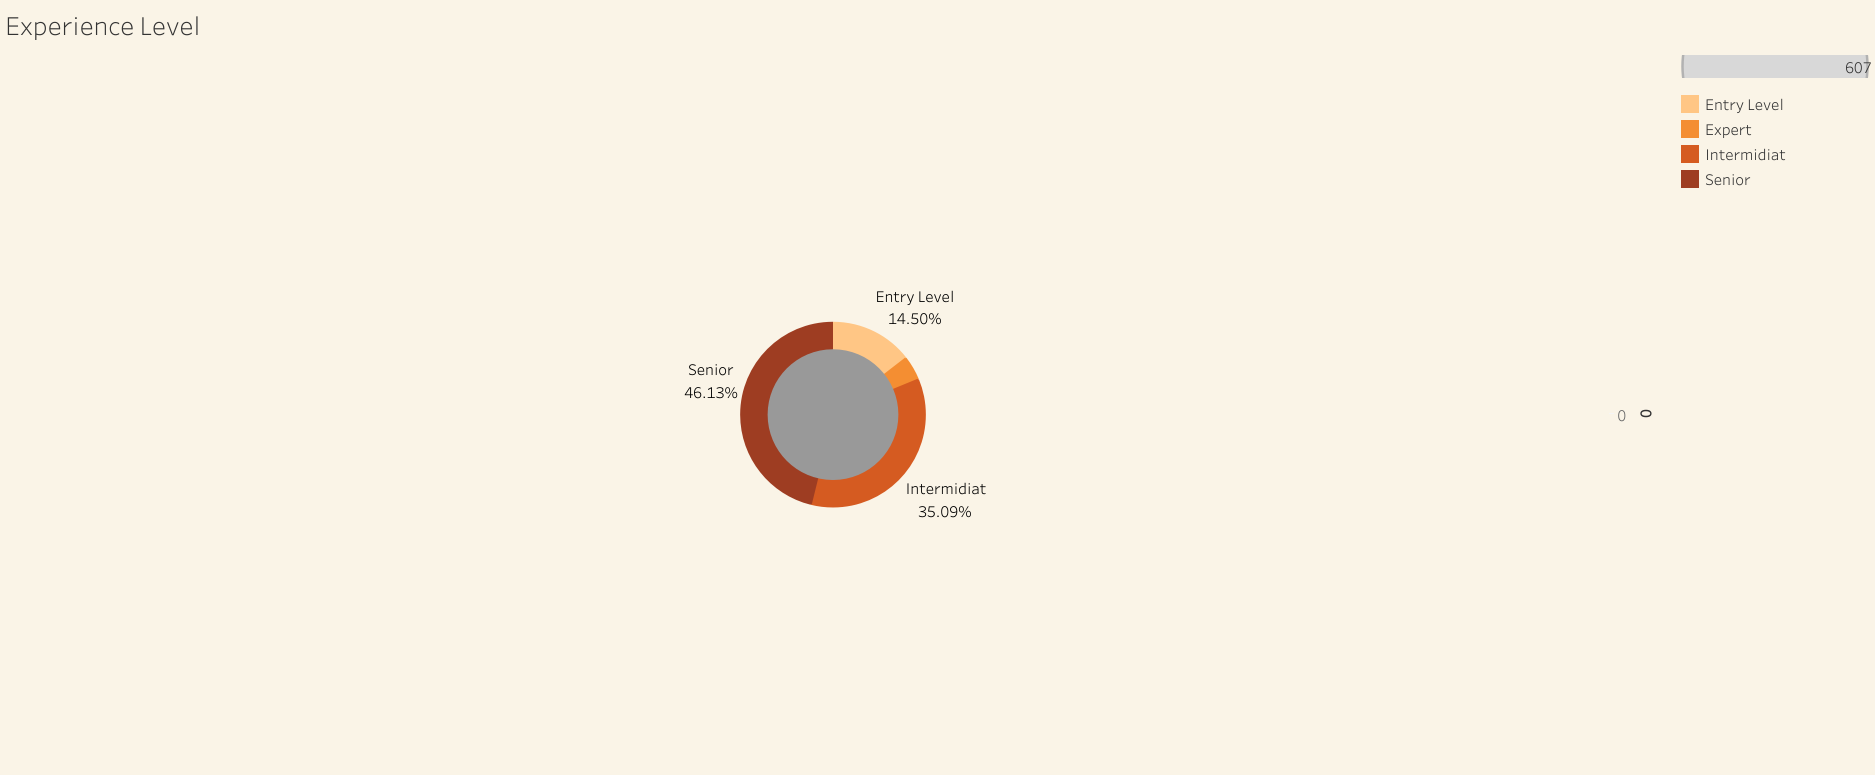 Experience Level
607
Entry Level
Expert
Intermidiat
Senior
Entry Level
14.50%
Senior
46.13%
0
0
Intermidiat
35.09%